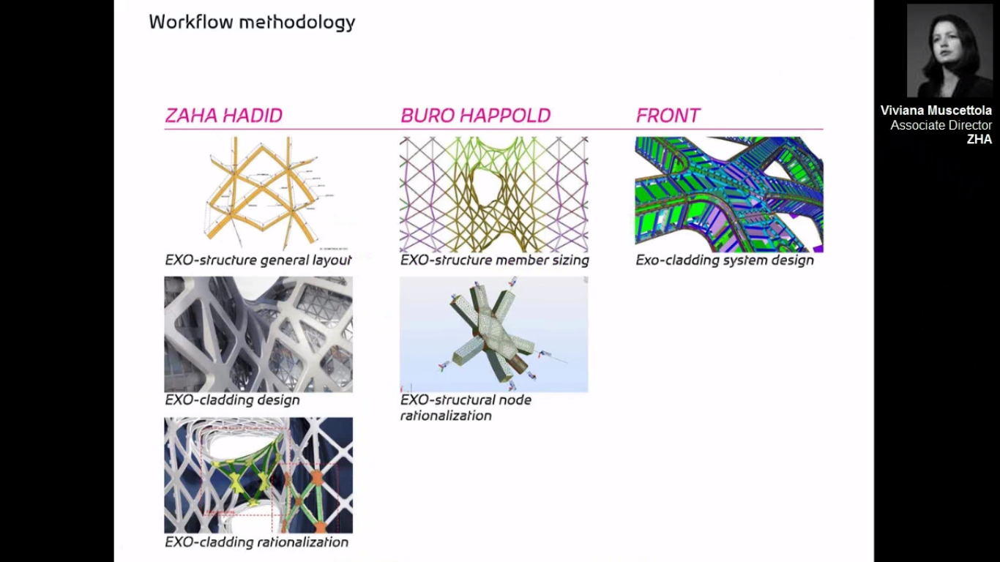 Workflow methodology
ZAHA HADID
BURO HAPPOLD
FRONT
EXO-structure general layout
EXO-structure member sizing
Exo-cladding system design
EXO-cladding design
EXO-structural node
rationalization
EXO-cladding rationalization
Viviana Muscettola
Associate Director
ZHA